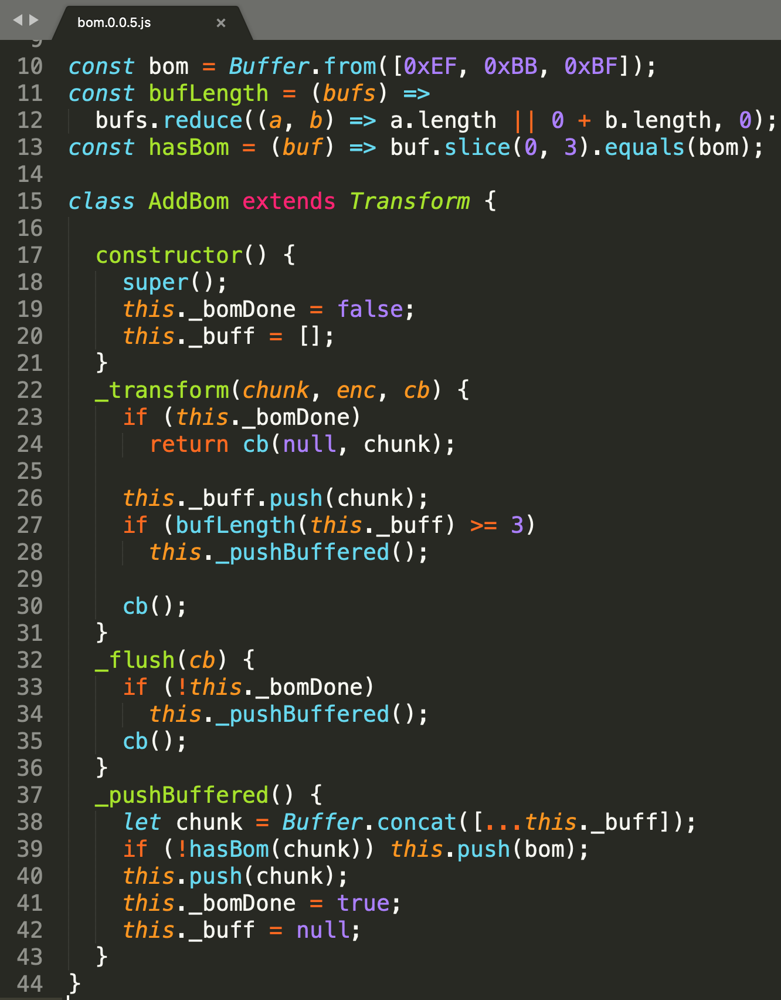 bom.0.0.5.js
9
10 const bom = Buffer.from([0xEF, 0xBB, 0xBF]);
11 const bufLength = (bufs) =>
12   bufs.reduce((a, b) => a.length || 0 + b.length, 0);
13 const hasBom = (buf) => buf.slice(0, 3).equals(bom);
14
15 class AddBom extends Transform {
16
17   constructor() {
18     super();
19     this._bomDone = false;
20     this._buff = [];
21   }
22   _transform(chunk, enc, cb) {
23     if (this._bomDone)
24       return cb(null, chunk);
25
26     this._buff.push(chunk);
27     if (bufLength(this._buff) >= 3)
28       this._pushBuffered();
29
30     cb();
31   }
32   _flush(cb) {
33     if (!this._bomDone)
34       this._pushBuffered();
35     cb();
36   }
37   _pushBuffered() {
38     let chunk = Buffer.concat([...this._buff]);
39     if (!hasBom(chunk)) this.push(bom);
40     this.push(chunk);
41     this._bomDone = true;
42     this._buff = null;
43   }
44 }